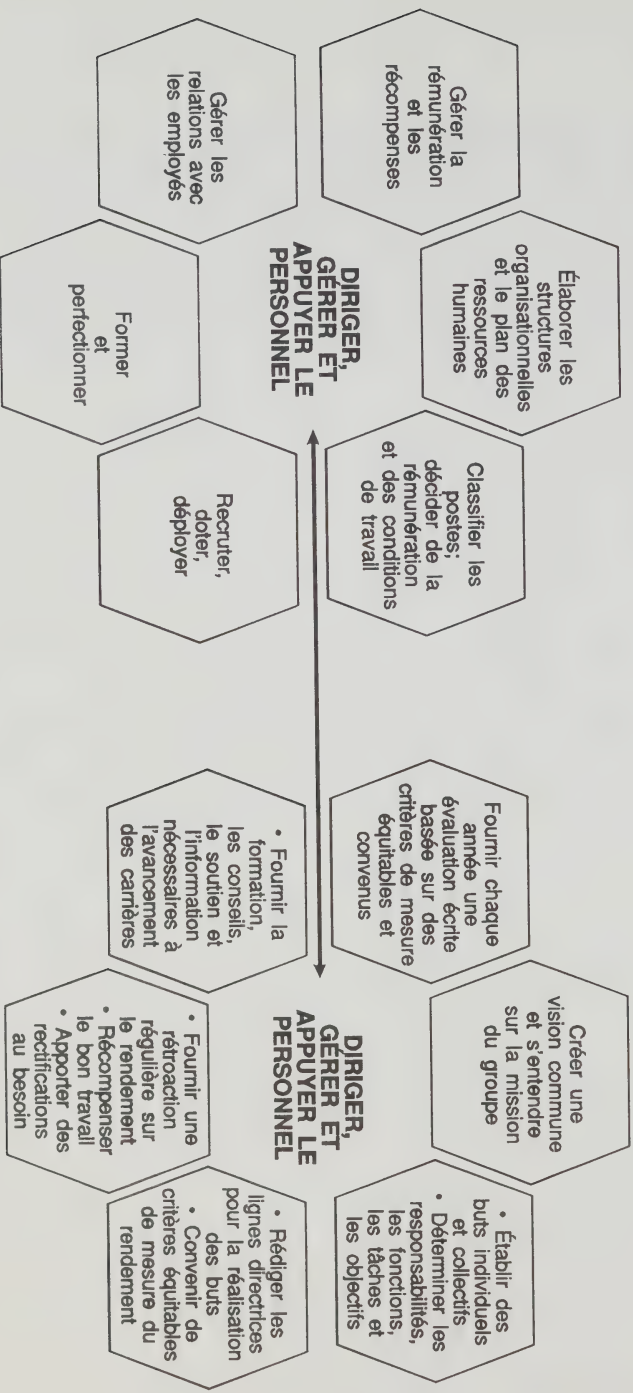 Élaborer les
structures
organisationnelles
et le plan des
ressources
humaines
Gérer la
rémunération
et les
récompenses
Classifier les
postes;
décider de la
rémunération
et des conditions
de travail
DIRIGER,
GÉRER ET
APPUYER LE
PERSONNEL
Gérer les
relations avec
les employés
Recruter,
doter,
déployer
Former
et
perfectionner
Créer une
vision commune
et s'entendre
sur la mission
du groupe
Fournir chaque
année une
évaluation écrite
basée sur des
critères de mesure
équitables et
convenus
• Établir des
buts individuels
et collectifs
• Déterminer les
responsabilités,
les fonctions,
les tâches et
les objectifs
DIRIGER,
GÉRER ET
APPUYER LE
PERSONNEL
• Fournir la
formation,
les conseils,
le soutien et
l'information
nécessaires à
l'avancement
des carrières
• Rédiger les
lignes directrices
pour la réalisation
des buts
• Convenir de
critères équitables
de mesure du
rendement
• Fournir une
rétroaction
régulière sur
le rendement
• Récompenser
le bon travail
• Apporter des
rectifications
au besoin